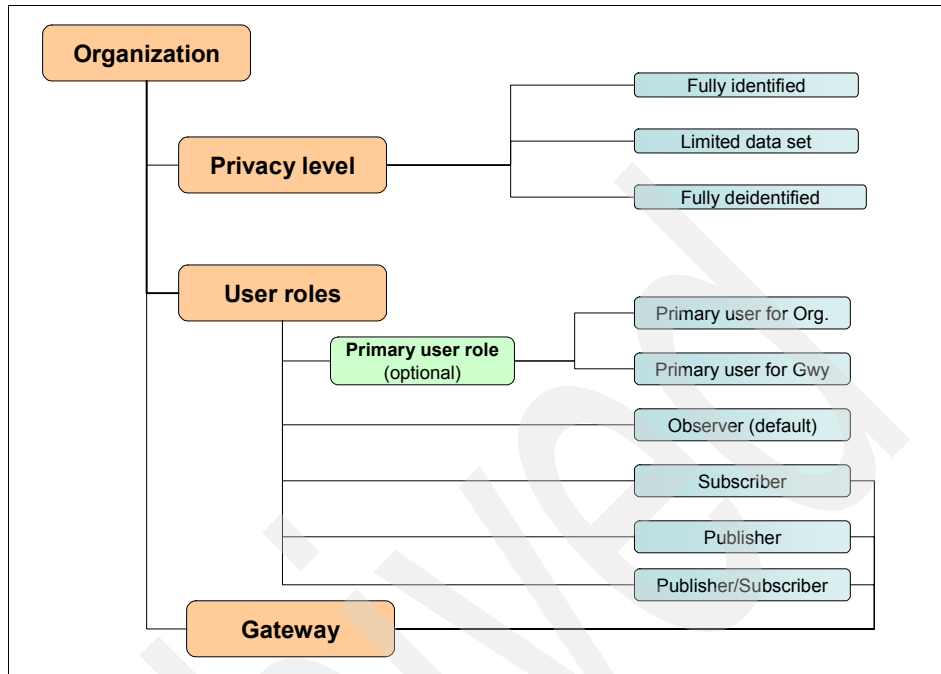 Organization
Fully identified
Limited data set
Privacy level
Fully deidentified
User roles
Primary user for Org.
Primary user role
(optional)
Primary user for Gwy
Observer (default)
Subscriber
Publisher
Publisher/Subscriber
Gateway